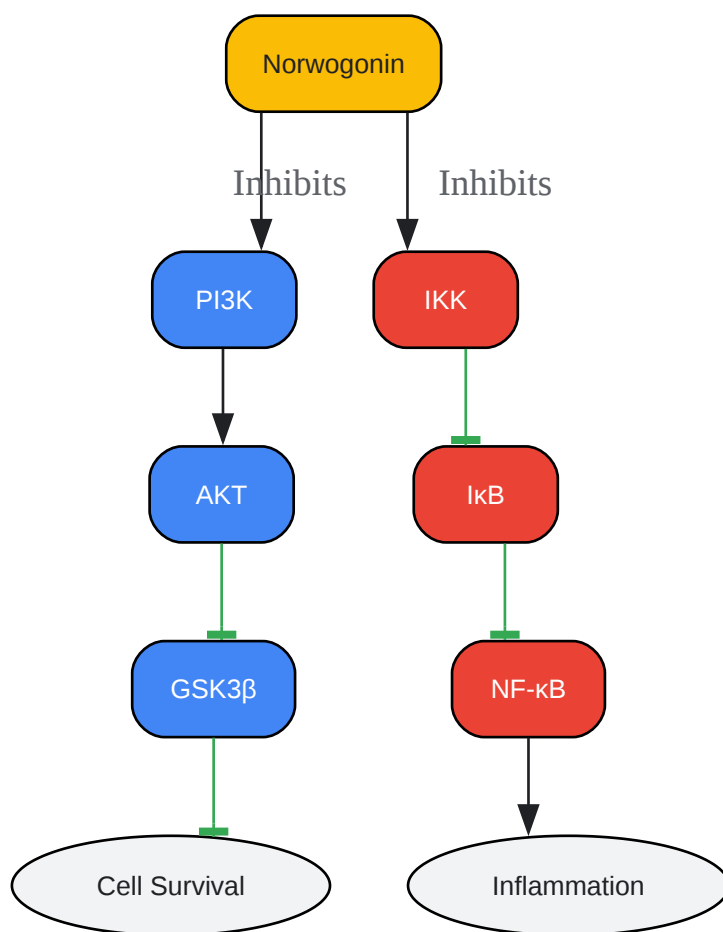 Norwogonin
Inhibits
Inhibits
PI3K
IKK
AKT
IκB
GSK3β
NF-κB
Cell Survival
Inflammation